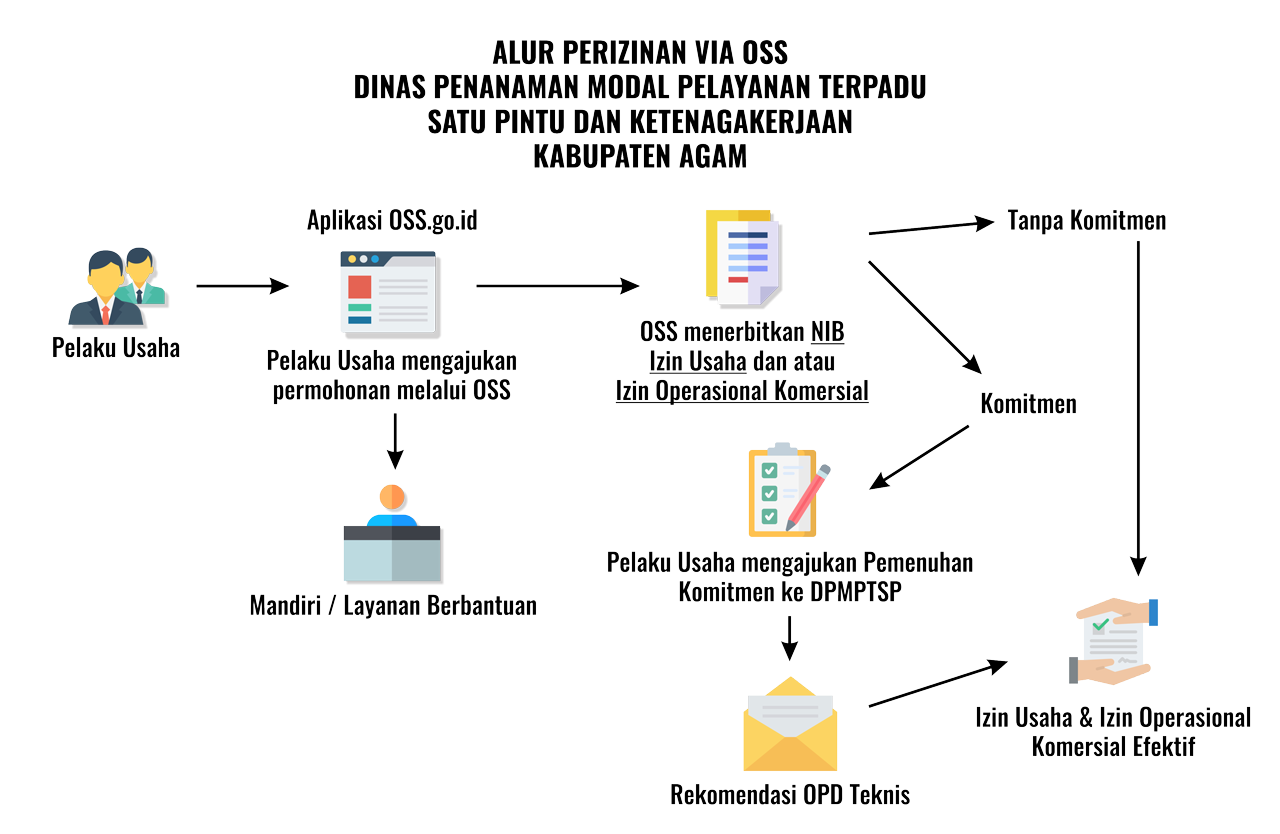 ALUR PERIZINAN VIA OSS
DINAS PENANAMAN MODAL PELAYANAN TERPADU
SATU PINTU DAN KETENAGAKERJAAN
KABUPATEN AGAM
Pelaku Usaha
Aplikasi OSS.go.id
Pelaku Usaha mengajukan
permohonan melalui OSS
Mandiri / Layanan Berbantuan
OSS menerbitkan NIB
Izin Usaha dan atau
Izin Operasional Komersial
Tanpa Komitmen
Komitmen
Pelaku Usaha mengajukan Pemenuhan
Komitmen ke DPMPTSP
Rekomendasi OPD Teknis
Izin Usaha & Izin Operasional
Komersial Efektif